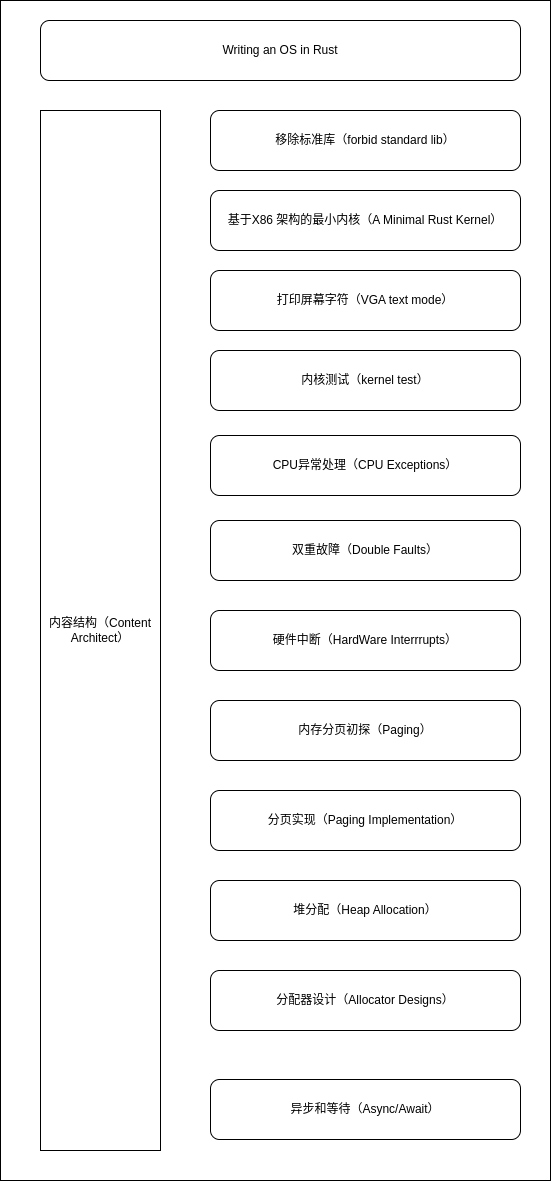 Writing an OS in Rust
移除标准库（forbid standard lib）
基于X86 架构的最小内核（A Minimal Rust Kernel）
打印屏幕字符（VGA text mode）
内核测试（kernel test）
CPU异常处理（CPU Exceptions）
双重故障（Double Faults）
内容结构（Content
Architect）
硬件中断（HardWare Interrrupts）
内存分页初探（Paging）
分页实现（Paging Implementation）
堆分配（Heap Allocation）
分配器设计（Allocator Designs）
异步和等待（Async/Await）